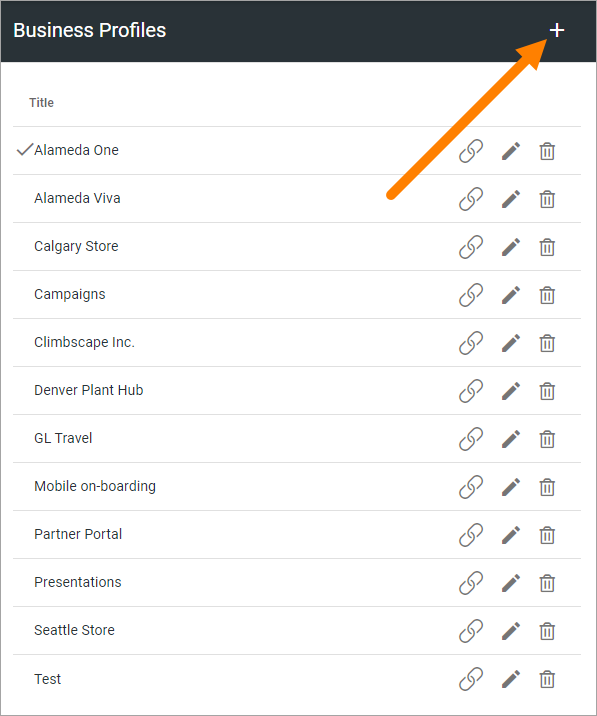 Business Profiles
Title
Alameda One
Alameda Viva
Calgary Store
Campaigns
Climbscape Inc.
Denver Plant Hub
GL Travel
Mobile on-boarding
Partner Portal
Presentations
Seattle Store
Test